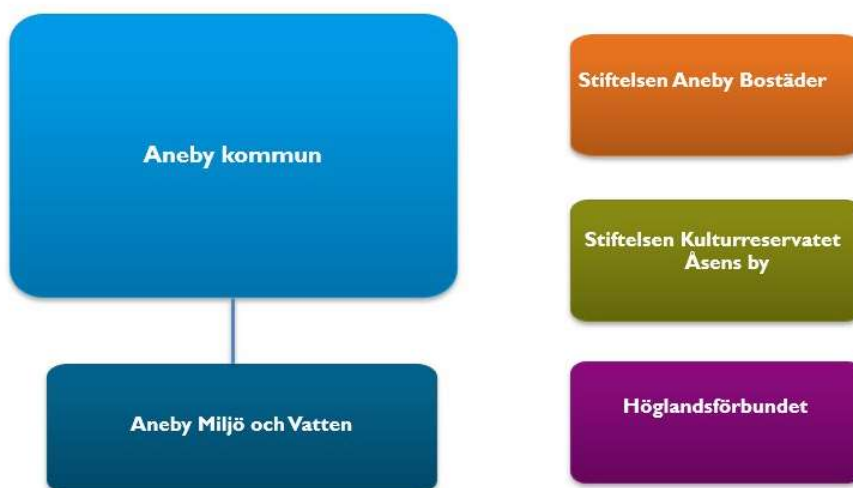 Aneby kommun
Aneby Miljö och Vatten
Stiftelsen Aneby Bostäder
Stiftelsen Kulturreservatet
Åsens by
Höglandsförbundet